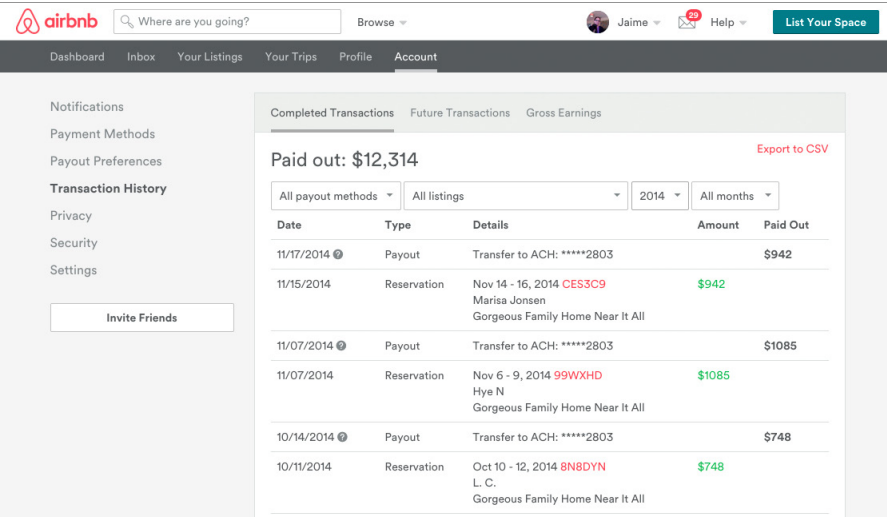 airbnb
Where are you going?
Browse
Jaime
29
Help
List Your Space
Dashboard Inbox Your Listings Your Trips Profile Account
Notifications
Payment Methods
Payout Preferences
Transaction History
Privacy
Security
Settings
Invite Friends
Completed Transactions Future Transactions Gross Earnings
Export to CSV
Paid out: $12,314
All payout methods All listings 2014 All months
Date Type Details Amount Paid Out
11/17/2014 ? Payout Transfer to ACH: *****2803 $942
11/15/2014 Reservation Nov 14 - 16, 2014 CES3C9 $942
Marisa Jonsen
Gorgeous Family Home Near It All
11/07/2014 ? Payout Transfer to ACH: *****2803 $1085
11/07/2014 Reservation Nov 6 - 9, 2014 99WXHD $1085
Hye N
Gorgeous Family Home Near It All
10/14/2014 ? Payout Transfer to ACH: *****2803 $748
10/11/2014 Reservation Oct 10 - 12, 2014 8N8DYN $748
L. C.
Gorgeous Family Home Near It All